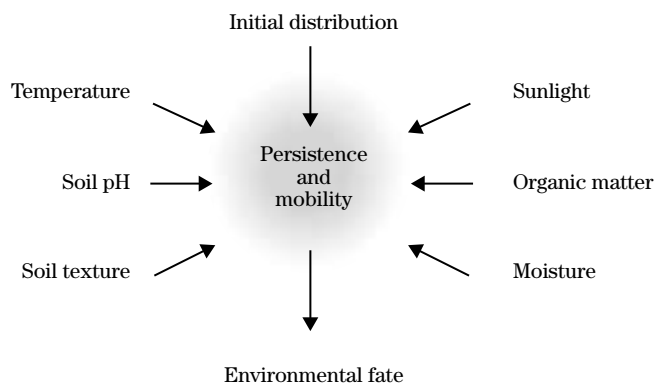 Initial distribution
Temperature
Sunlight
Persistence
and
mobility
Soil pH
Organic matter
Soil texture
Moisture
Environmental fate